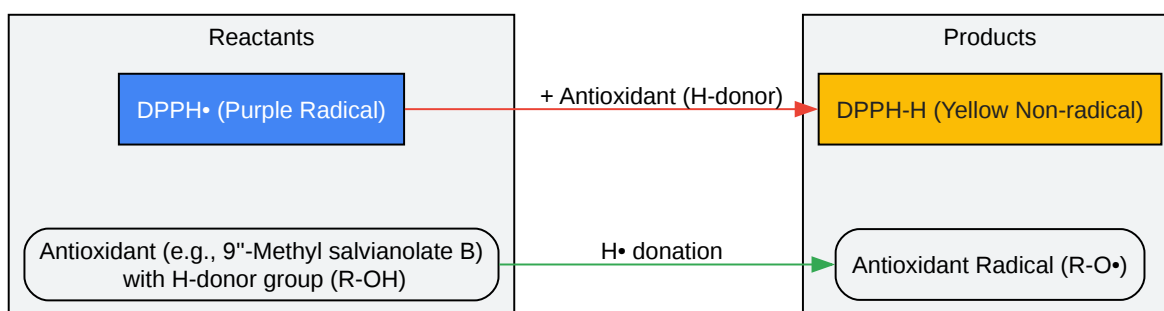 Reactants
Products
DPPH• (Purple Radical)
+ Antioxidant (H-donor)
DPPH-H (Yellow Non-radical)
Antioxidant (e.g., 9"-Methyl salvianolate B)
with H-donor group (R-OH)
H• donation
Antioxidant Radical (R-O•)